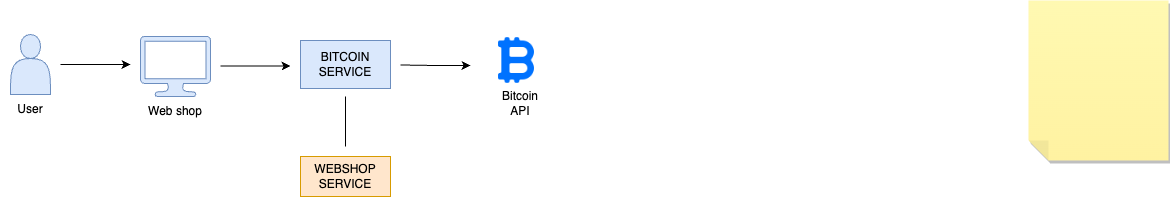 User
Web shop
BITCOIN
SERVICE
Bitcoin
API
WEBSHOP
SERVICE